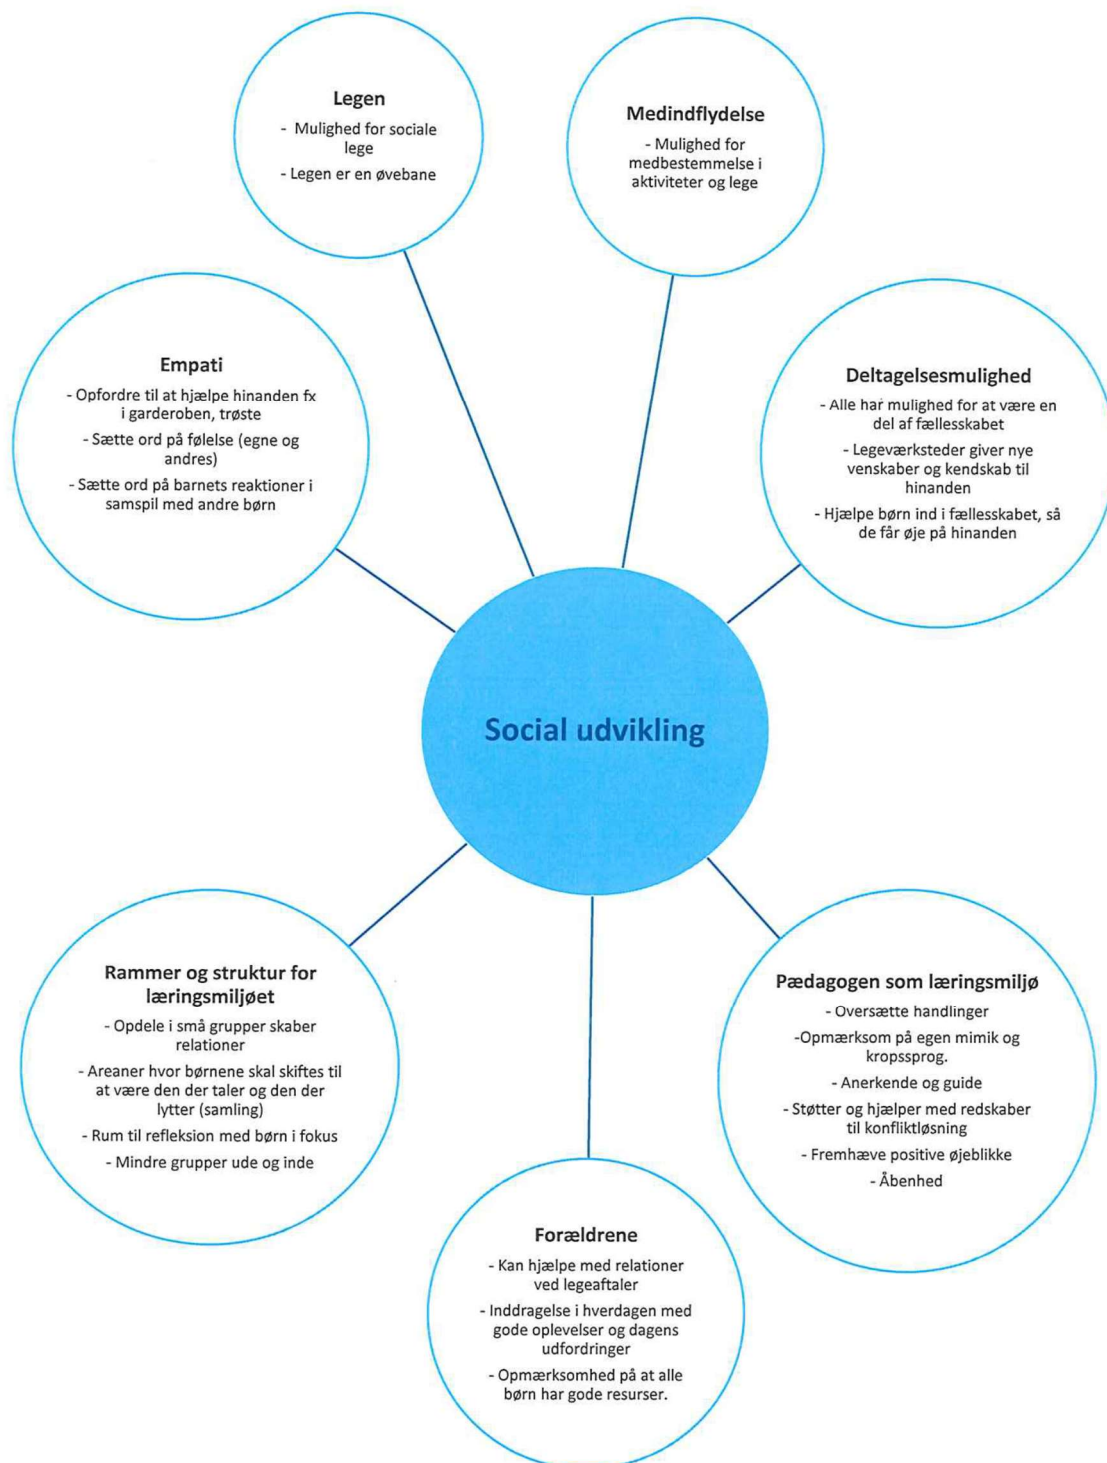 Legen
- Mulighed for sociale
lege
- Legen er en øvebane
Medindflydelse
- Mulighed for
medbestemmelse i
aktiviteter og lege
Empati
- Opfordre til at hjælpe hinanden fx
i garderoben, trøste
- Sætte ord på følelse (egne og
andres)
- Sætte ord på barnets reaktioner i
samspil med andre børn
Deltagelsesmulighed
- Alle har mulighed for at være en
del af fællesskabet
- Legeværksteder giver nye
venskaber og kendskab til
hinanden
- Hjælpe børn ind i fællesskabet, så
de får øje på hinanden
Social udvikling
Rammer og struktur for
læringsmiljøet
- Opdele i små grupper skaber
relationer
- Areaner hvor børnene skal skiftes til
at være den der taler og den der
lytter (samling)
- Rum til refleksion med børn i fokus
- Mindre grupper ude og inde
Pædagogen som læringsmiljø
- Oversætte handlinger
-Opmærksom på egen mimik og
kropssprog.
- Anerkende og guide
- Støtter og hjælper med redskaber
til konfliktløsning
- Fremhæve positive øjeblikke
- Åbenhed
Forældrene
- Kan hjælpe med relationer
ved legeaftaler
- Inddragelse i hverdagen med
gode oplevelser og dagens
udfordringer
- Opmærksomhed på at alle
børn har gode resurser.